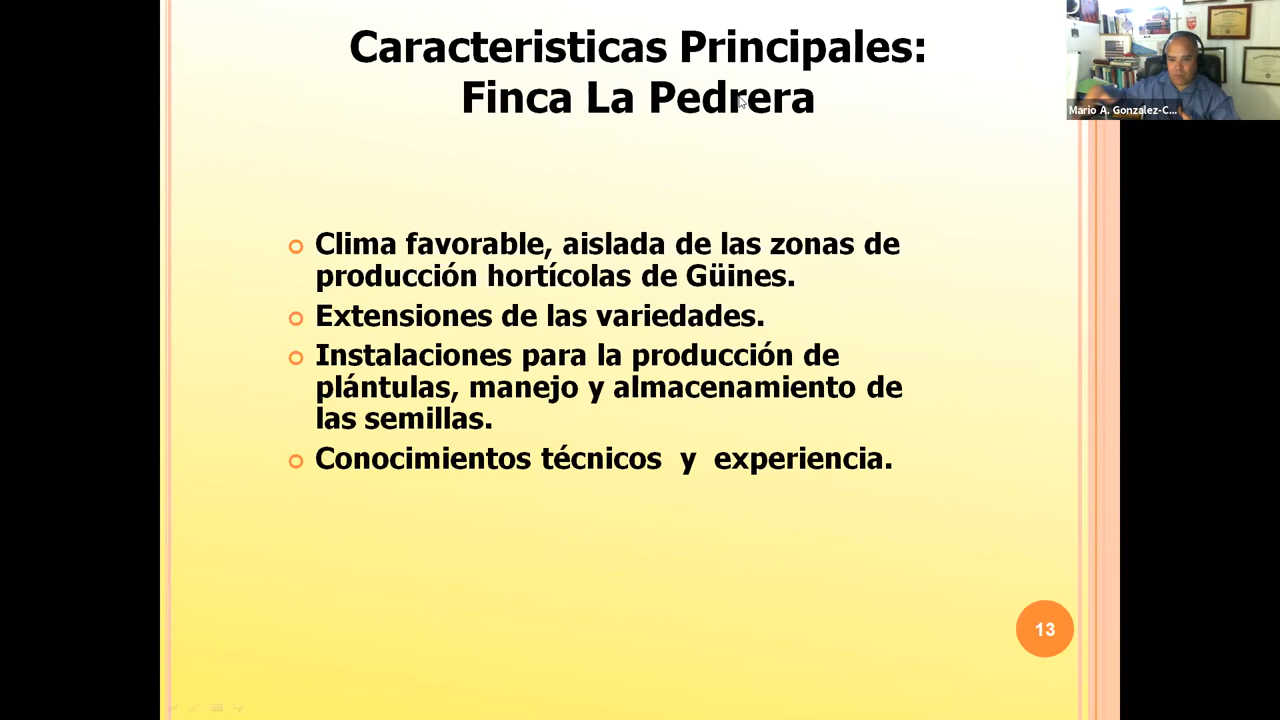 Caracteristicas Principales:
Finca La Pedrera
Mario A. Gonzalez-C...
Clima favorable, aislada de las zonas de
producción hortícolas de Güines.
Extensiones de las variedades.
Instalaciones para la producción de
plántulas, manejo y almacenamiento de
las semillas.
Conocimientos técnicos y experiencia.
13